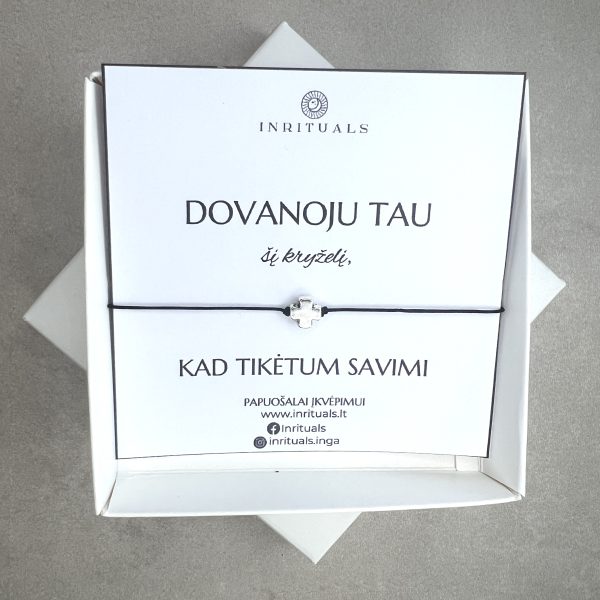 INRITUALS
DOVANOJU TAU
šį kryželį,
KAD TIKĖTUM SAVIMI
PAPUOŠALAI ĮKVĖPIMUI
www.inrituals.lt
Inrituals
inrituals.inga